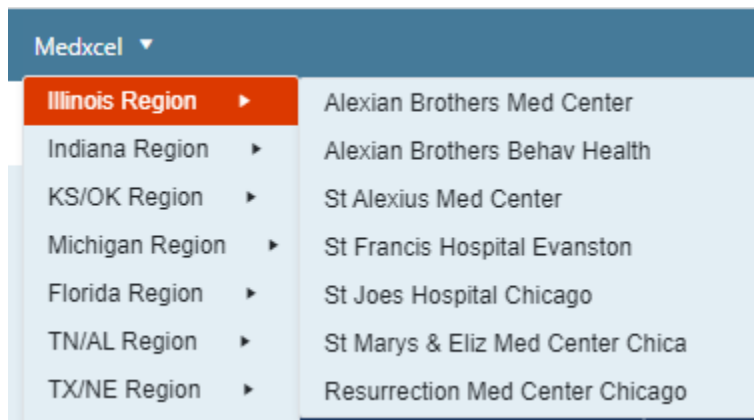 Medxcel
Illinois Region
Indiana Region
KS/OK Region
Michigan Region
Florida Region
TN/AL Region
TX/NE Region
Alexian Brothers Med Center
Alexian Brothers Behav Health
St Alexius Med Center
St Francis Hospital Evanston
St Joes Hospital Chicago
St Marys & Eliz Med Center Chica
Resurrection Med Center Chicago